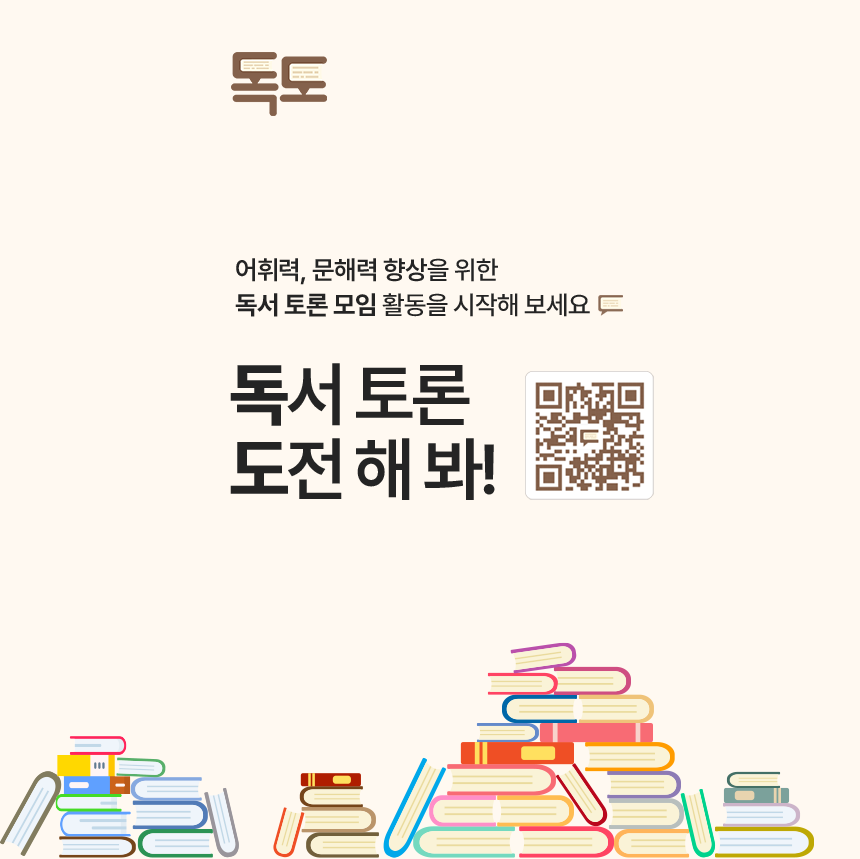 독도
어휘력, 문해력 향상을 위한
독서 토론 모임 활동을 시작해 보세요
독서 토론
도전 해 봐!